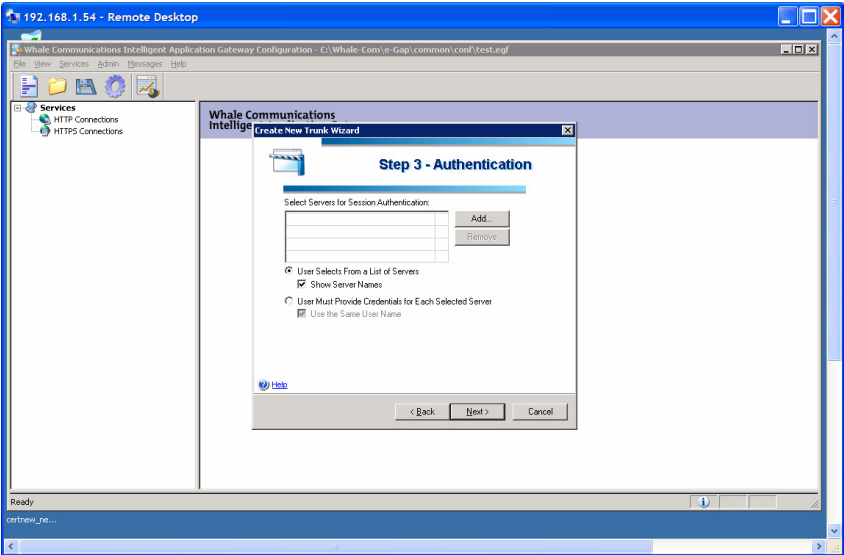 192.168.1.54 - Remote Desktop
Whale Communications Intelligent Application Gateway Configuration - C:\Whale-Com\e-Gap\common\conf\test.egf
File View Services Admin Messages Help
Services
HTTP Connections
HTTPS Connections
Whale Communications
Intellige
Create New Trunk Wizard
Step 3 - Authentication
Select Servers for Session Authentication:
Add...
Remove
User Selects From a List of Servers
Show Server Names
User Must Provide Credentials for Each Selected Server
Use the Same User Name
Help
< Back Next > Cancel
Ready
certnew_ne...